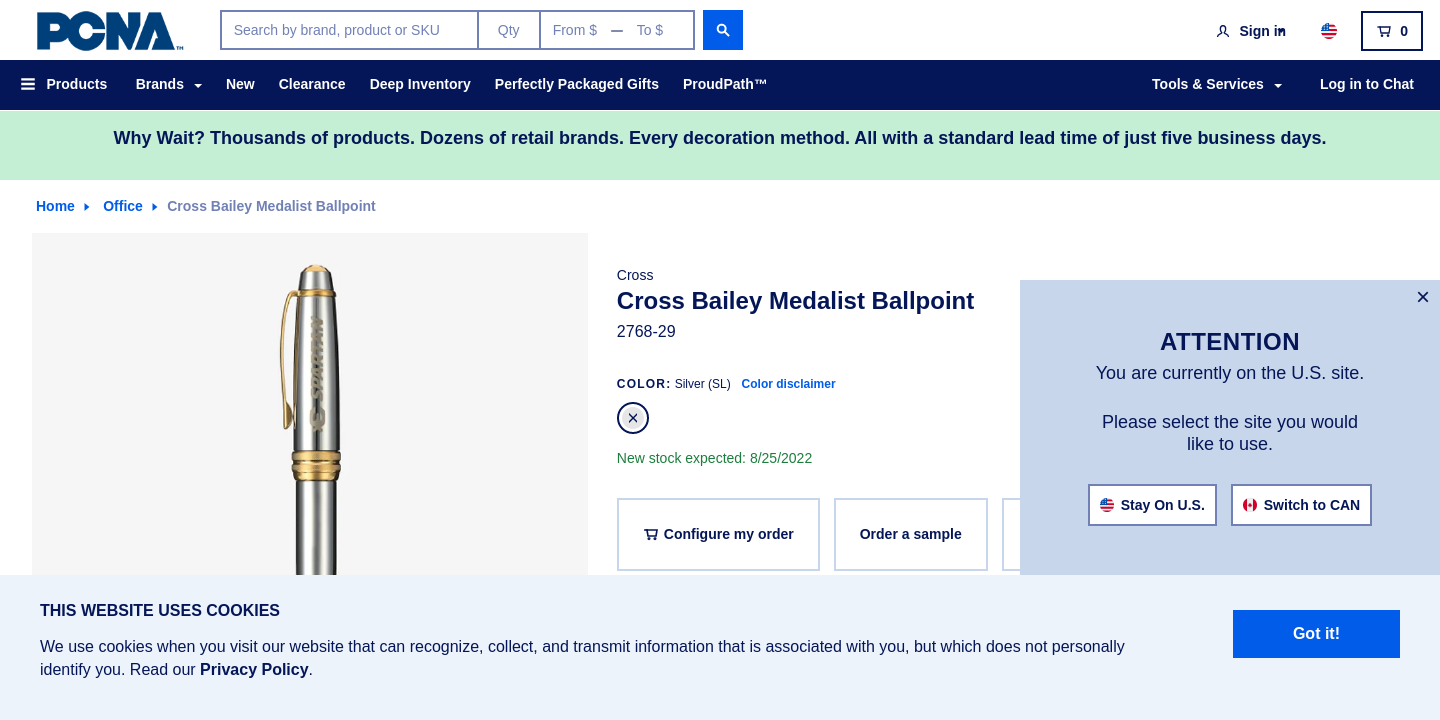 PCNA™
Search by brand, product or SKU
Qty
From $ — To $
Sign in
0
Products
Brands
New
Clearance
Deep Inventory
Perfectly Packaged Gifts
ProudPath™
Tools & Services
Log in to Chat
Why Wait? Thousands of products. Dozens of retail brands. Every decoration method. All with a standard lead time of just five business days.
Home
Office
Cross Bailey Medalist Ballpoint
SPARTAN
Cross
Cross Bailey Medalist Ballpoint
2768-29
COLOR: Silver (SL) Color disclaimer
New stock expected: 8/25/2022
Configure my order
Order a sample
ATTENTION
You are currently on the U.S. site.
Please select the site you would
like to use.
Stay On U.S.
Switch to CAN
THIS WEBSITE USES COOKIES
We use cookies when you visit our website that can recognize, collect, and transmit information that is associated with you, but which does not personally
identify you. Read our Privacy Policy.
Got it!